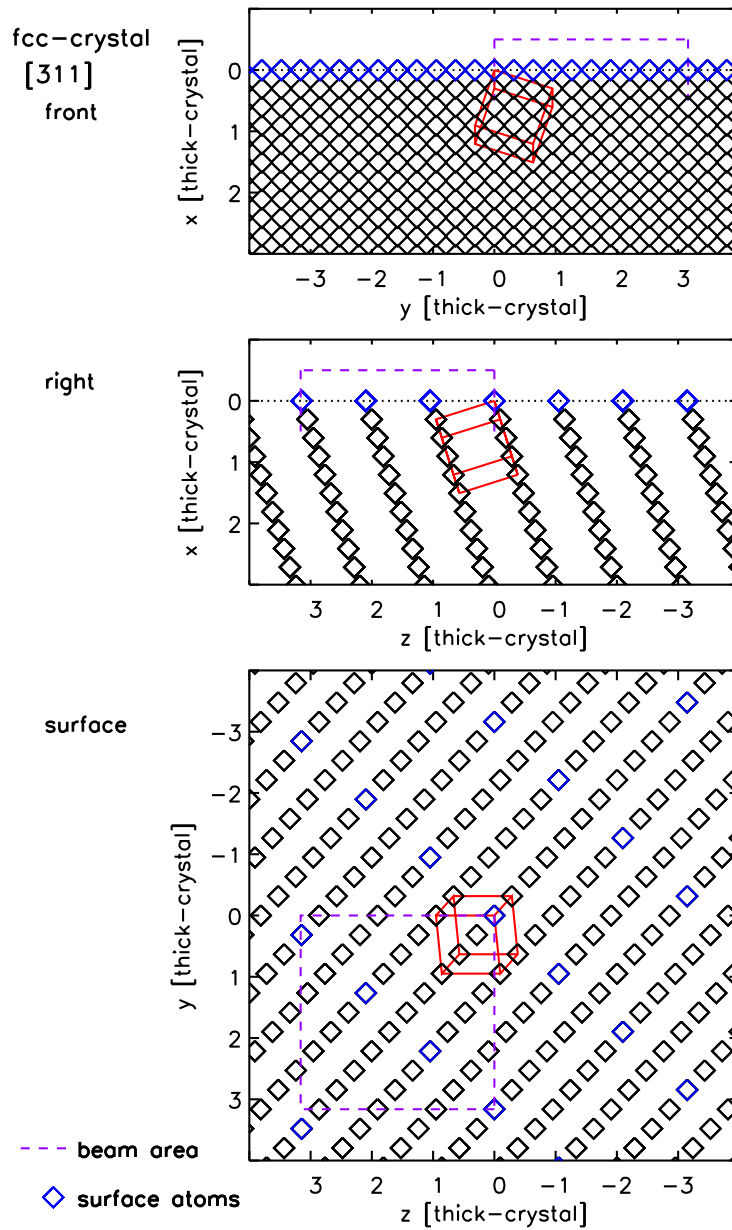 fcc-crystal
[311]
front
x [thick-crystal]
0
1
2
-3 -2 -1 0 1 2 3
y [thick-crystal]
right
x [thick-crystal]
0
1
2
3 2 1 0 -1 -2 -3
z [thick-crystal]
surface
y [thick-crystal]
-3
-2
-1
0
1
2
3
3 2 1 0 -1 -2 -3
z [thick-crystal]
beam area
surface atoms